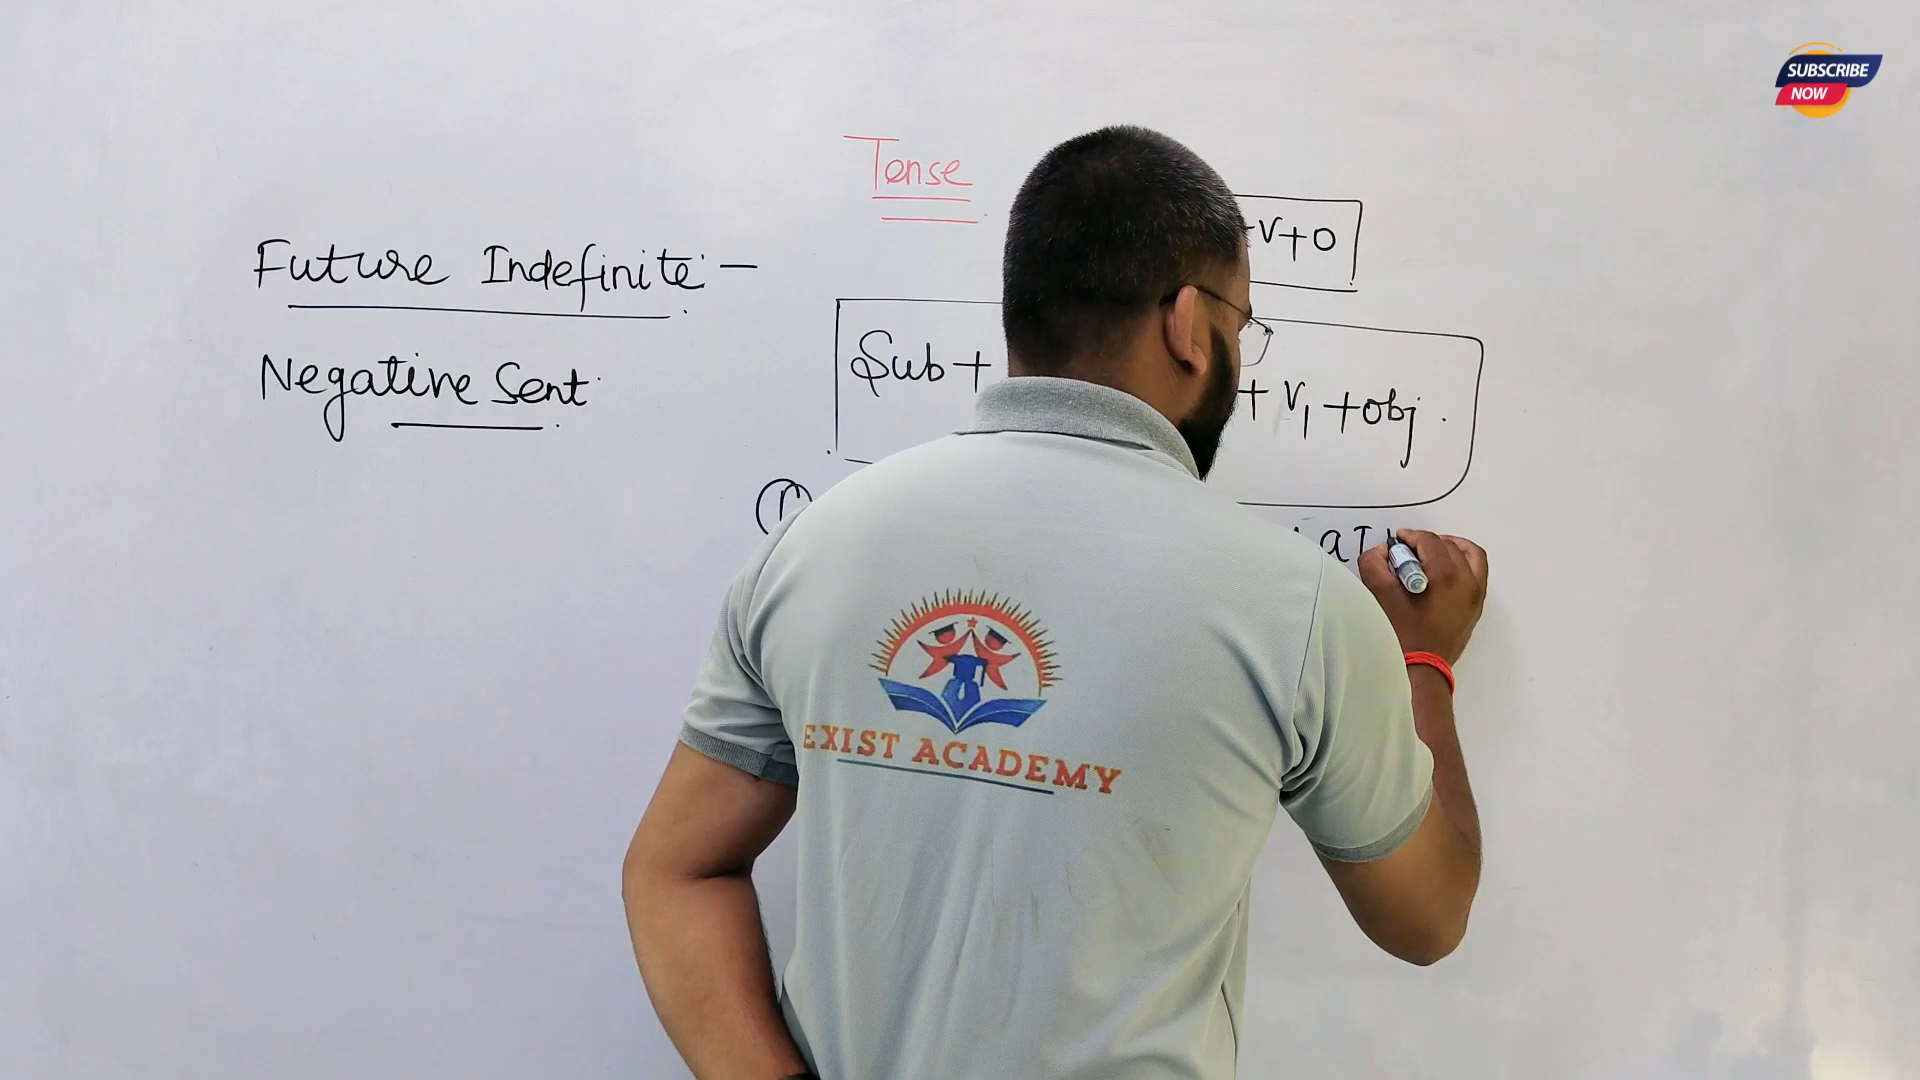 SUBSCRIBE
NOW
Tense
V+O
Future Indefinite :-
Sub +
+ V₁ + obj.
Negative Sent.
EXIST ACADEMY